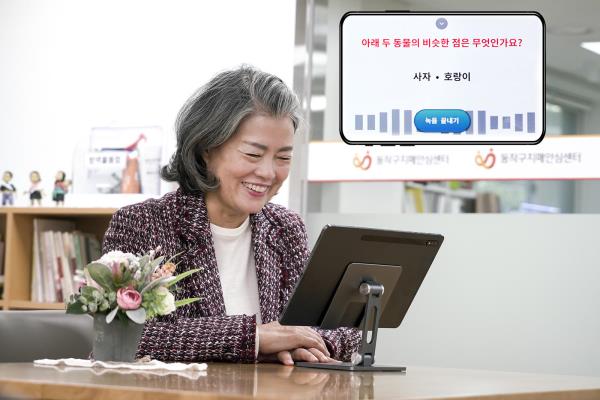 아래 두 동물의 비슷한 점은 무엇인가요?
사자 • 호랑이
녹음 끝내기
동작구치매안심센터
동작구치매안심센터